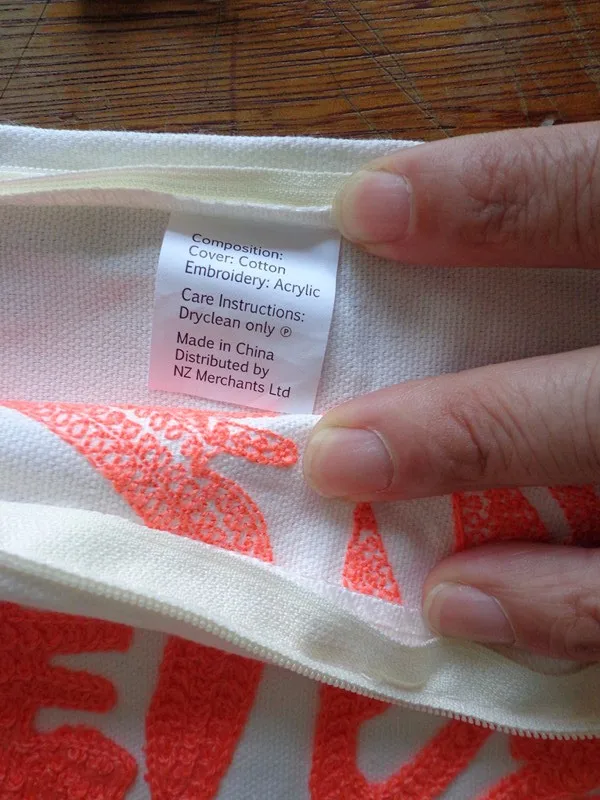 Composition:
Cover: Cotton
Embroidery: Acrylic
Care Instructions:
Dryclean only Ⓟ
Made in China
Distributed by
NZ Merchants Ltd